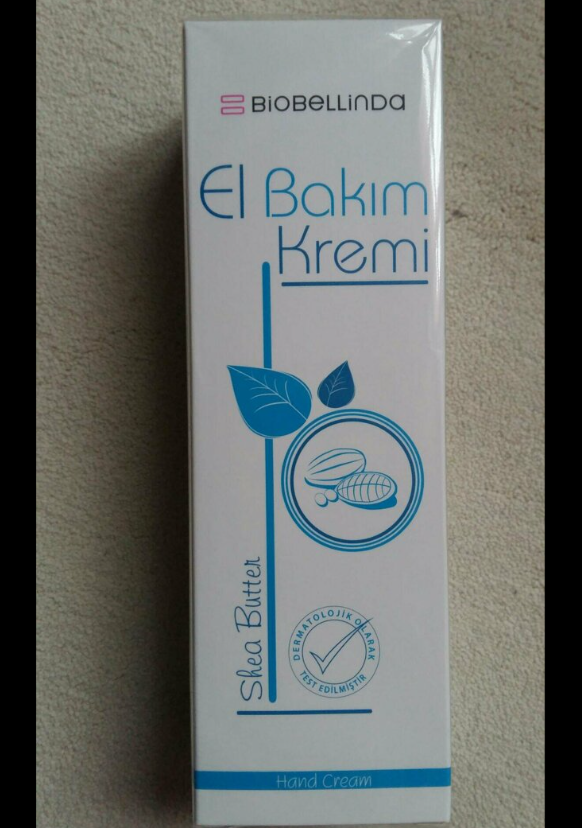 BIOBELLINDA
El Bakım
Kremi
Shea Butter
DERMATOLOJİK OLARAK
TEST EDİLMİŞTİR
Hand Cream